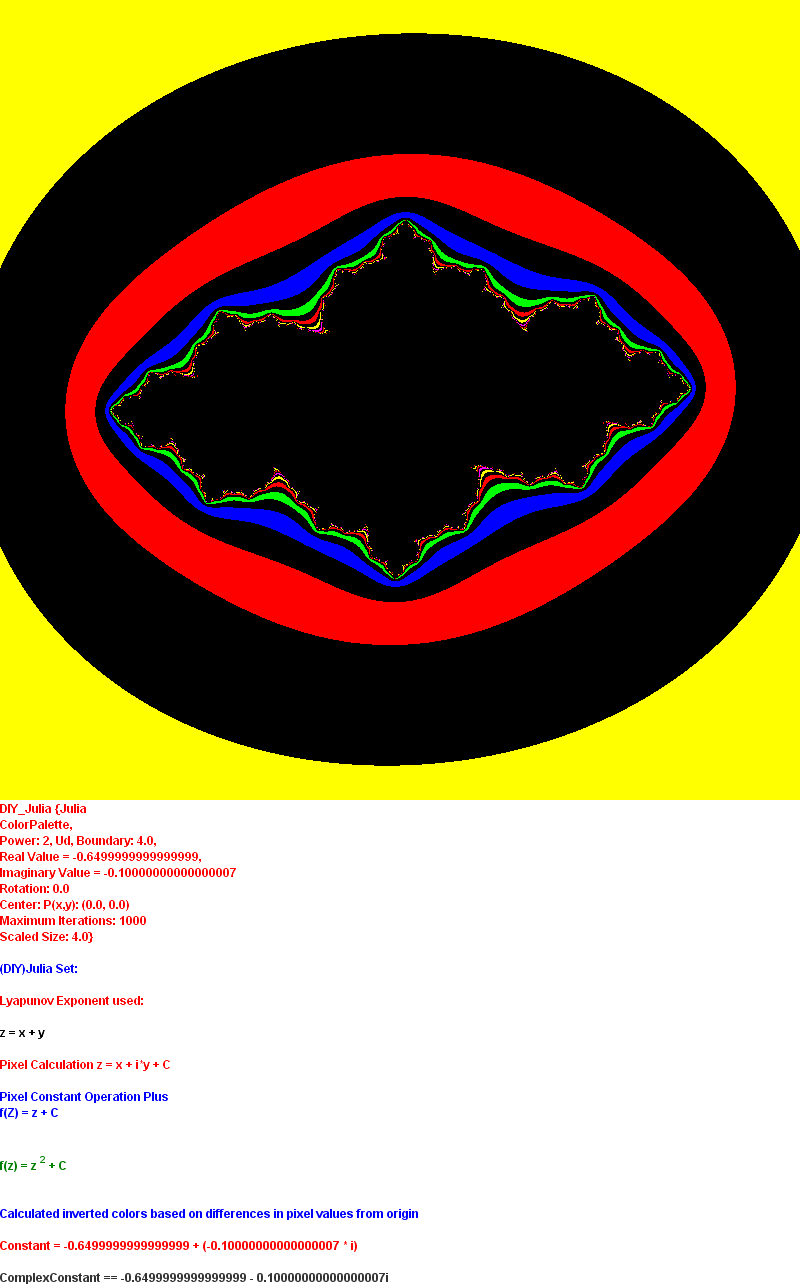 DIY_Julia {Julia
ColorPalette,
Power: 2, Ud, Boundary: 4.0,
Real Value = -0.6499999999999999,
Imaginary Value = -0.10000000000000007
Rotation: 0.0
Center: P(x,y): (0.0, 0.0)
Maximum Iterations: 1000
Scaled Size: 4.0}
(DIY)Julia Set:
Lyapunov Exponent used:
z = x + y
Pixel Calculation z = x + i*y + C
Pixel Constant Operation Plus
f(Z) = z + C
f(z) = z 2 + C
Calculated inverted colors based on differences in pixel values from origin
Constant = -0.6499999999999999 + (-0.10000000000000007 * i)
ComplexConstant == -0.6499999999999999 - 0.10000000000000007i